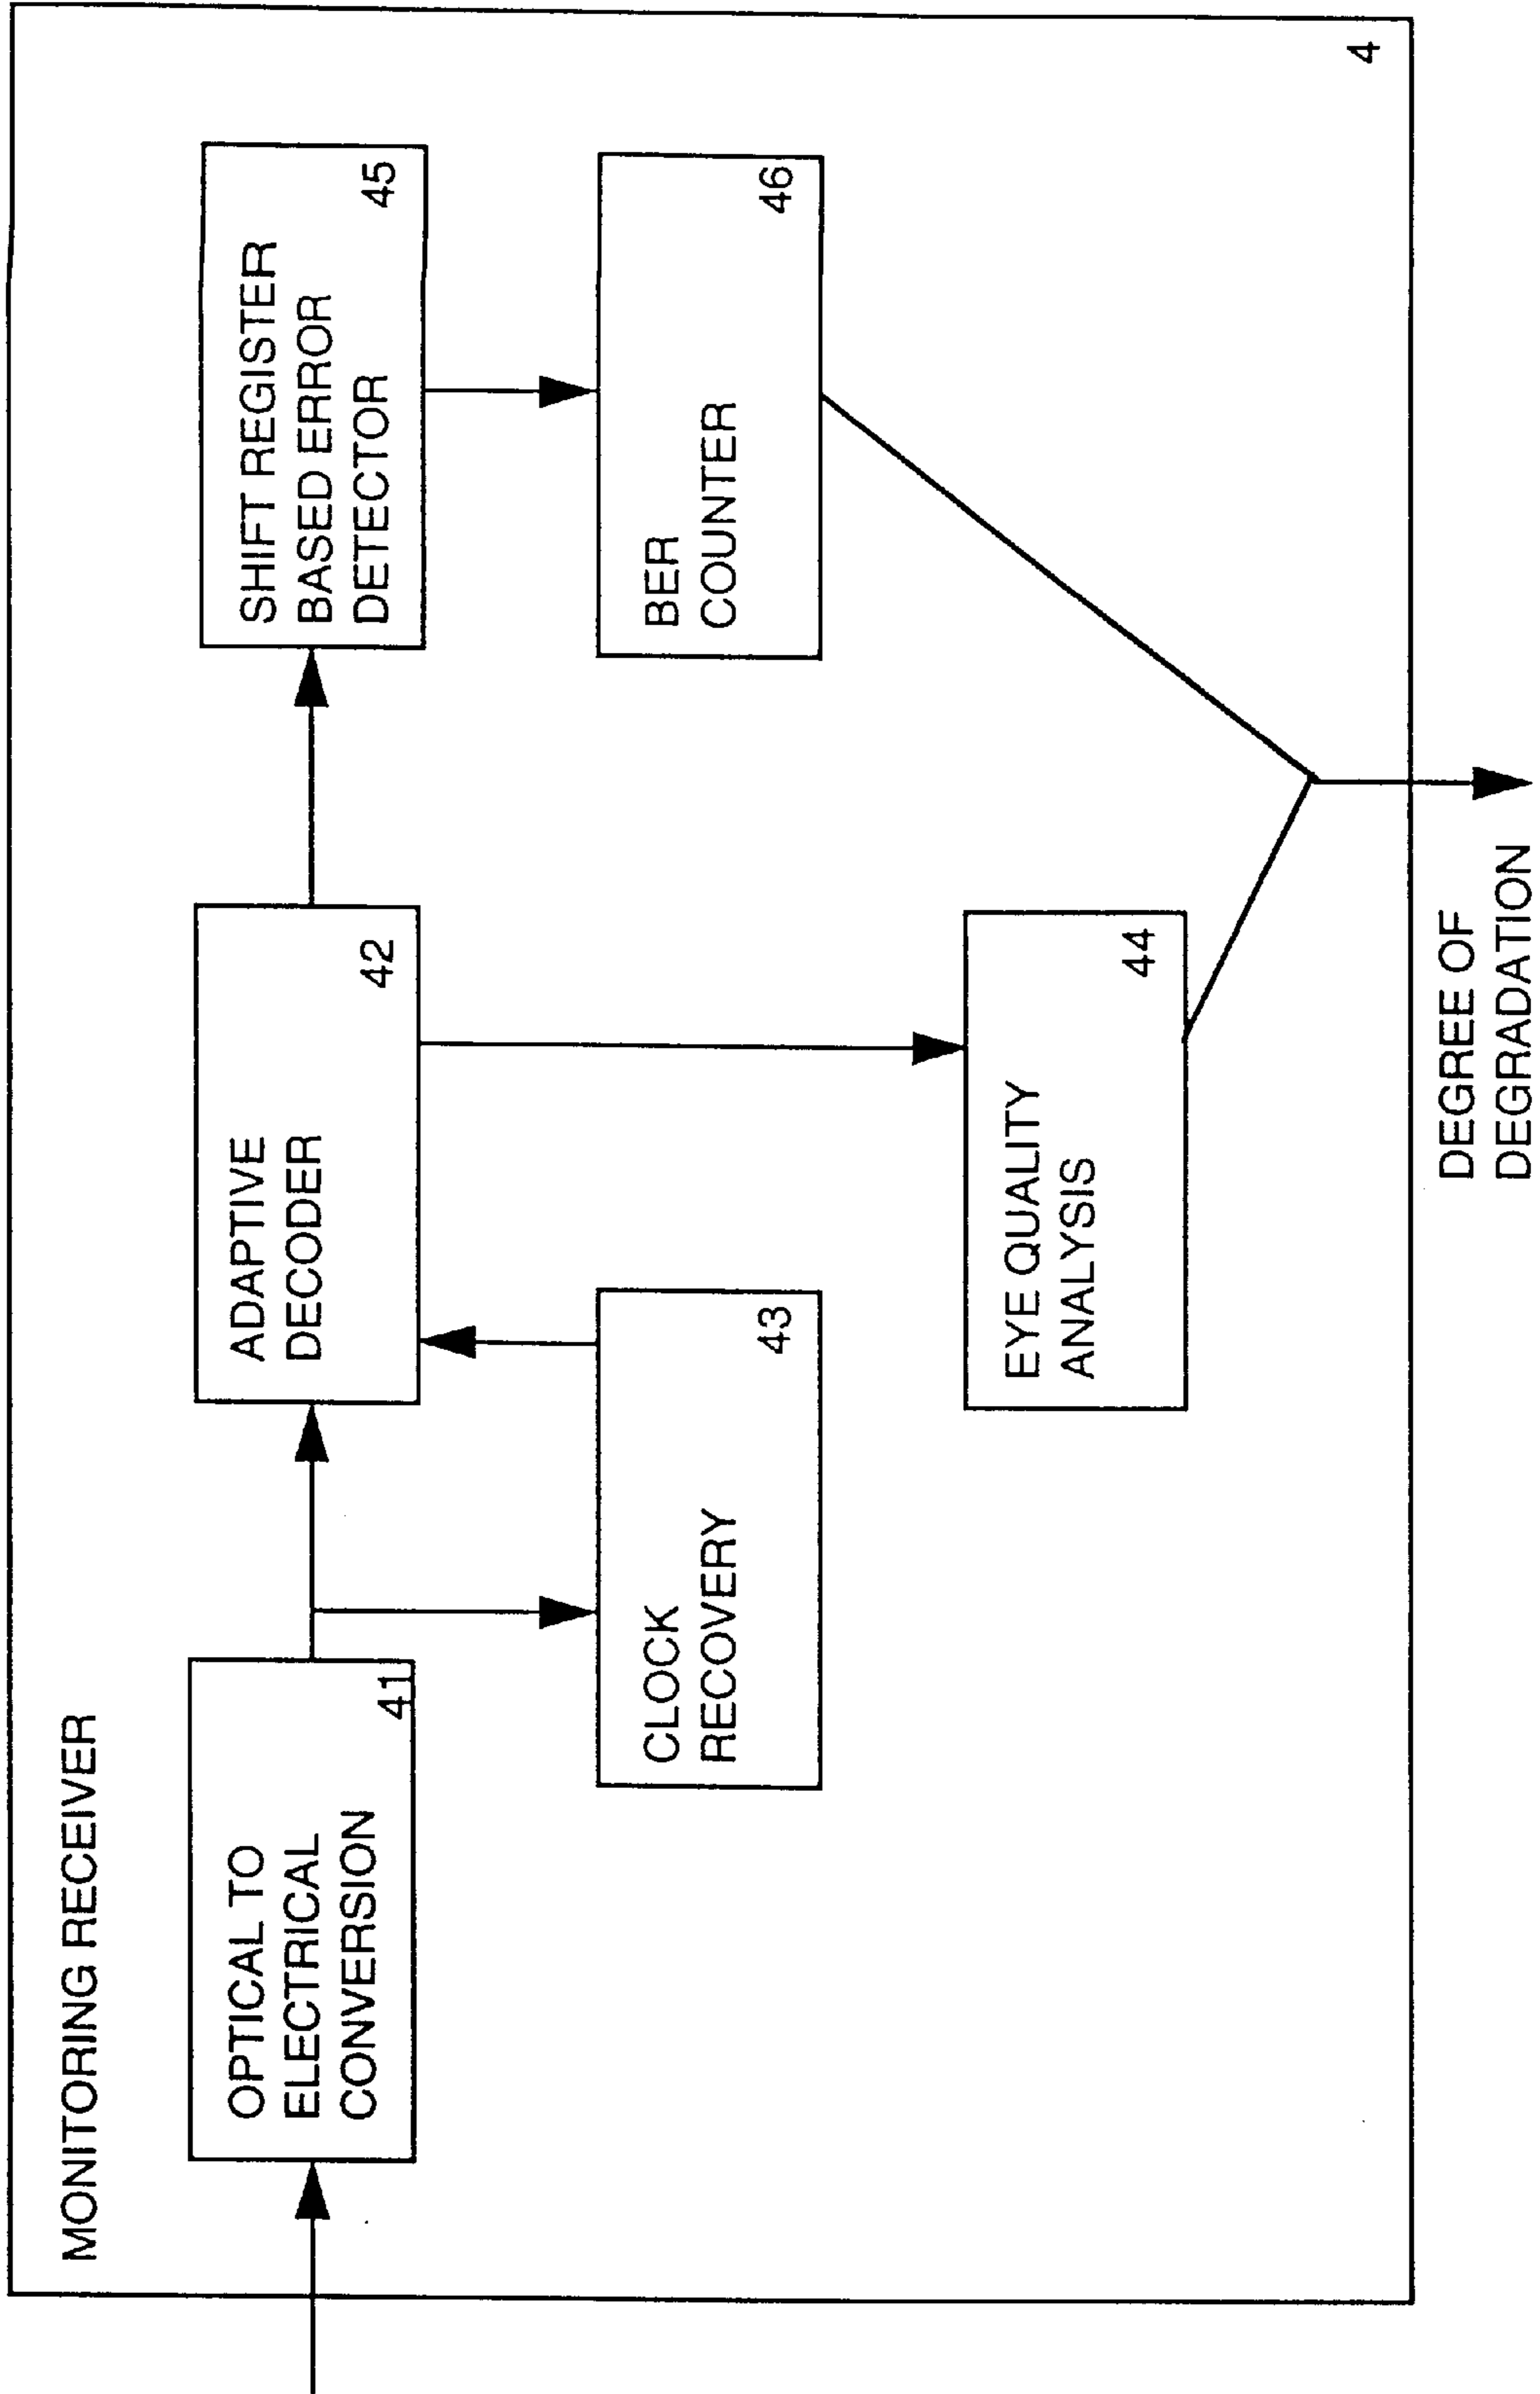 MONITORING RECEIVER
OPTICAL TO
ELECTRICAL
CONVERSION
41
ADAPTIVE
DECODER
42
SHIFT REGISTER
BASED ERROR
DETECTOR
45
CLOCK
RECOVERY
43
BER
COUNTER
46
EYE QUALITY
ANALYSIS
44
4
DEGREE OF
DEGRADATION